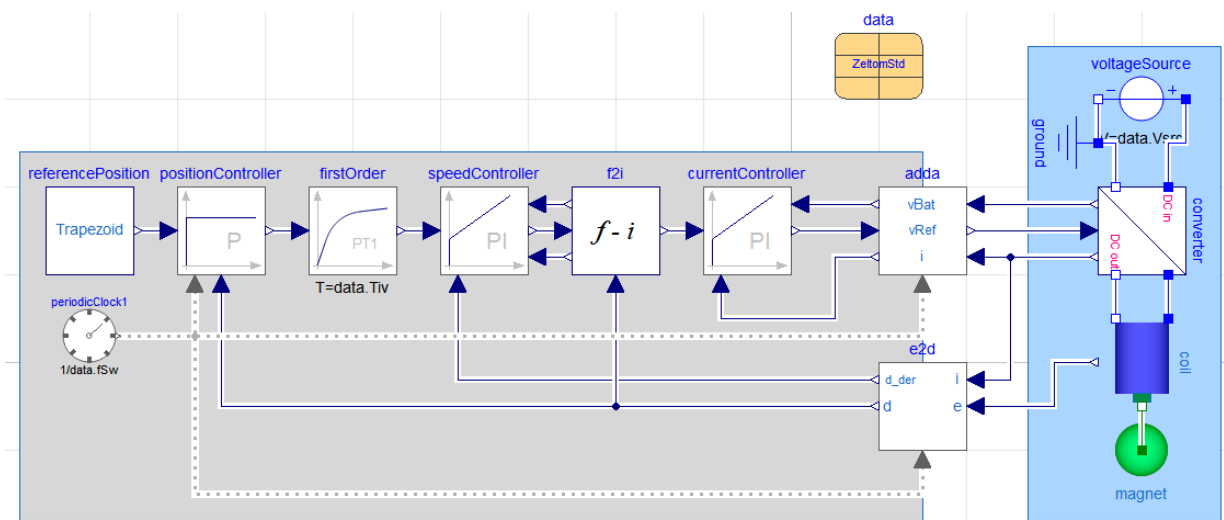 data
ZeltomStd
voltageSource
− +
V=data.Vsrc
ground
referencePosition
positionController
firstOrder
speedController
f2i
currentController
adda
Trapezoid
P
PT1
PI
f - i
PI
vBat
vRef
i
DC in
DC out
converter
T=data.Tiv
periodicClock1
1/data.fSw
e2d
d_der i
d e
coil
magnet